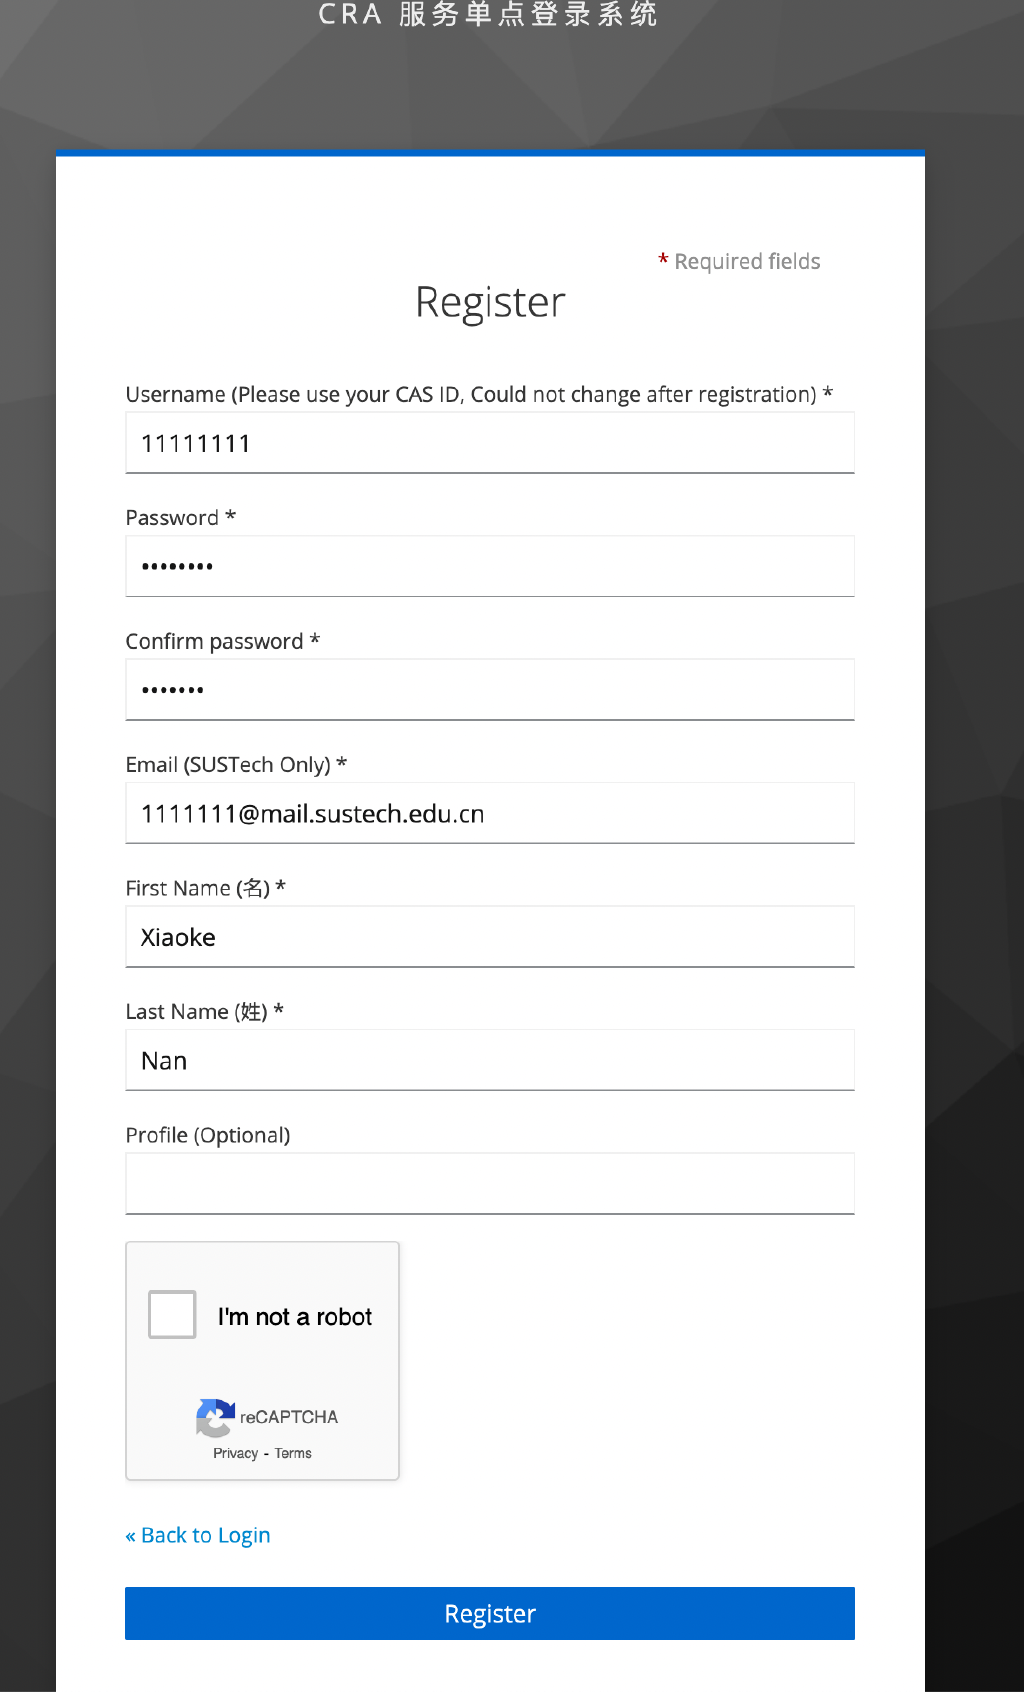 CRA 服务单点登录系统
* Required fields
Register
Username (Please use your CAS ID, Could not change after registration) *
11111111
Password *
••••••••
Confirm password *
•••••••
Email (SUSTech Only) *
1111111@mail.sustech.edu.cn
First Name (名) *
Xiaoke
Last Name (姓) *
Nan
Profile (Optional)
I'm not a robot
reCAPTCHA
Privacy - Terms
« Back to Login
Register